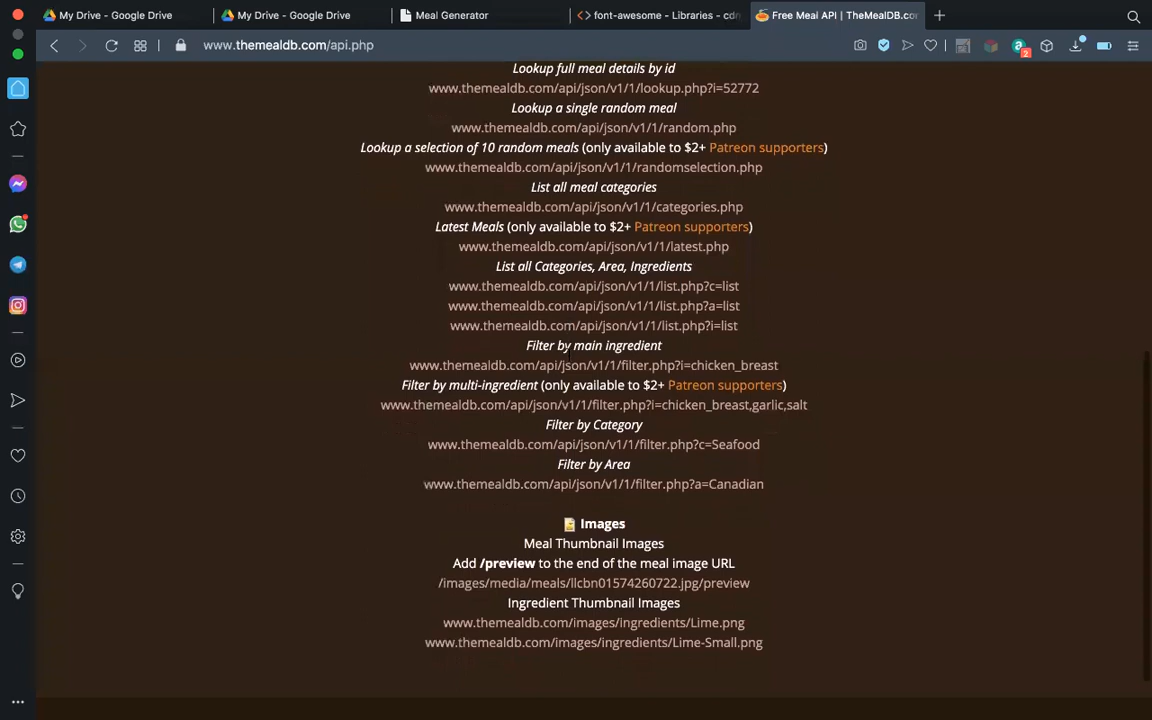 My Drive - Google Drive
My Drive - Google Drive
Meal Generator
font-awesome - Libraries - cdn
Free Meal API | TheMealDB.co
www.themealdb.com/api.php
2
Lookup full meal details by id
www.themealdb.com/api/json/v1/1/lookup.php?i=52772
Lookup a single random meal
www.themealdb.com/api/json/v1/1/random.php
Lookup a selection of 10 random meals (only available to $2+ Patreon supporters)
www.themealdb.com/api/json/v1/1/randomselection.php
List all meal categories
www.themealdb.com/api/json/v1/1/categories.php
Latest Meals (only available to $2+ Patreon supporters)
www.themealdb.com/api/json/v1/1/latest.php
List all Categories, Area, Ingredients
www.themealdb.com/api/json/v1/1/list.php?c=list
www.themealdb.com/api/json/v1/1/list.php?a=list
www.themealdb.com/api/json/v1/1/list.php?i=list
Filter by main ingredient
www.themealdb.com/api/json/v1/1/filter.php?i=chicken_breast
Filter by multi-ingredient (only available to $2+ Patreon supporters)
www.themealdb.com/api/json/v1/1/filter.php?i=chicken_breast,garlic,salt
Filter by Category
www.themealdb.com/api/json/v1/1/filter.php?c=Seafood
Filter by Area
www.themealdb.com/api/json/v1/1/filter.php?a=Canadian
Images
Meal Thumbnail Images
Add /preview to the end of the meal image URL
/images/media/meals/llcbn01574260722.jpg/preview
Ingredient Thumbnail Images
www.themealdb.com/images/ingredients/Lime.png
www.themealdb.com/images/ingredients/Lime-Small.png